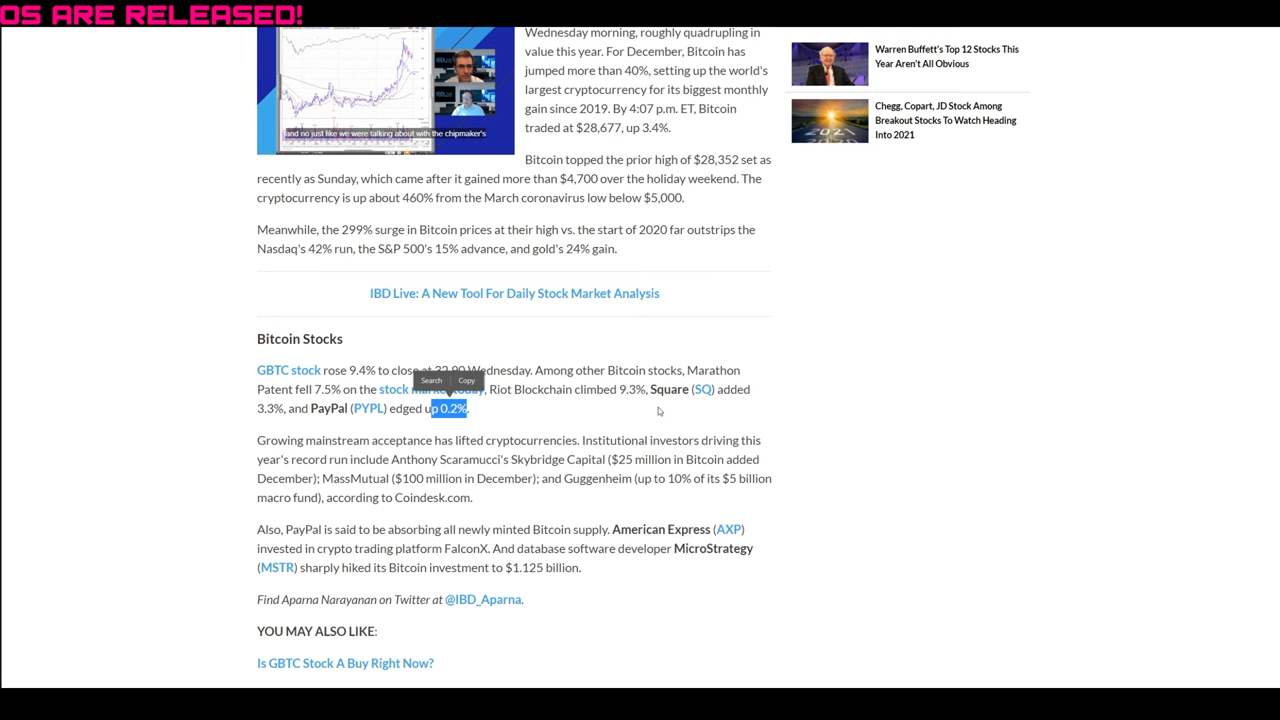 OS ARE RELEASED!
and no just like we were talking about with the chipmaker's
Wednesday morning, roughly quadrupling in
value this year. For December, Bitcoin has
jumped more than 40%, setting up the world's
largest cryptocurrency for its biggest monthly
gain since 2019. By 4:07 p.m. ET, Bitcoin
traded at $28,677, up 3.4%.
Bitcoin topped the prior high of $28,352 set as
recently as Sunday, which came after it gained more than $4,700 over the holiday weekend. The
cryptocurrency is up about 460% from the March coronavirus low below $5,000.
Meanwhile, the 299% surge in Bitcoin prices at their high vs. the start of 2020 far outstrips the
Nasdaq's 42% run, the S&P 500's 15% advance, and gold's 24% gain.
IBD Live: A New Tool For Daily Stock Market Analysis
Bitcoin Stocks
GBTC stock rose 9.4% to close at 32.90 Wednesday. Among other Bitcoin stocks, Marathon
Search Copy
Patent fell 7.5% on the stock market today, Riot Blockchain climbed 9.3%, Square (SQ) added
3.3%, and PayPal (PYPL) edged up 0.2%.
Growing mainstream acceptance has lifted cryptocurrencies. Institutional investors driving this
year's record run include Anthony Scaramucci's Skybridge Capital ($25 million in Bitcoin added
December); MassMutual ($100 million in December); and Guggenheim (up to 10% of its $5 billion
macro fund), according to Coindesk.com.
Also, PayPal is said to be absorbing all newly minted Bitcoin supply. American Express (AXP)
invested in crypto trading platform FalconX. And database software developer MicroStrategy
(MSTR) sharply hiked its Bitcoin investment to $1.125 billion.
Find Aparna Narayanan on Twitter at @IBD_Aparna.
YOU MAY ALSO LIKE:
Is GBTC Stock A Buy Right Now?
Warren Buffett's Top 12 Stocks This
Year Aren't All Obvious
Chegg, Copart, JD Stock Among
Breakout Stocks To Watch Heading
Into 2021
2021